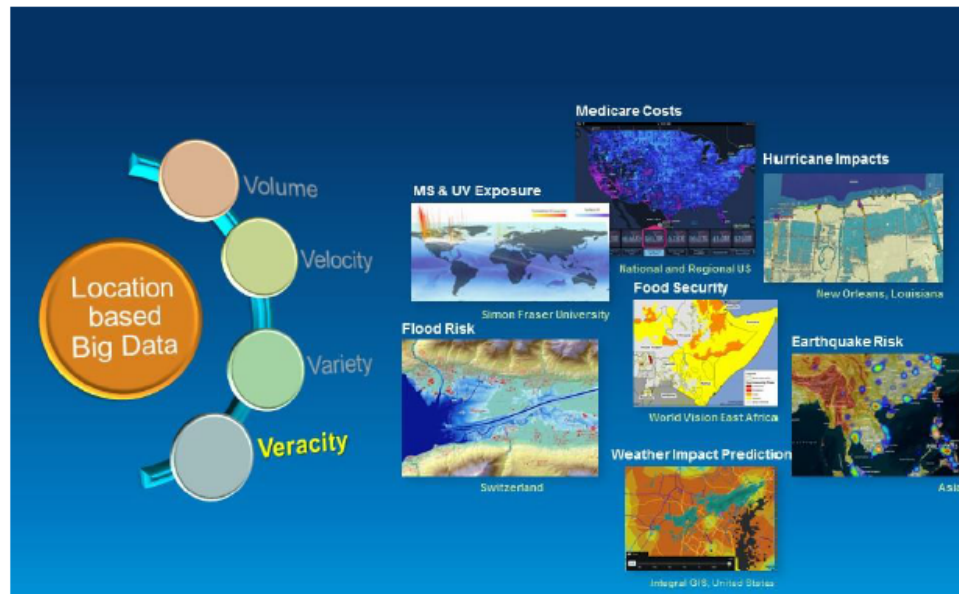 Location
based
Big Data
Volume
Velocity
Variety
Veracity
Medicare Costs
National and Regional US
Hurricane Impacts
New Orleans, Louisiana
MS & UV Exposure
Simon Fraser University
Food Security
World Vision East Africa
Flood Risk
Switzerland
Earthquake Risk
Asia
Weather Impact Prediction
Integral GIS, United States